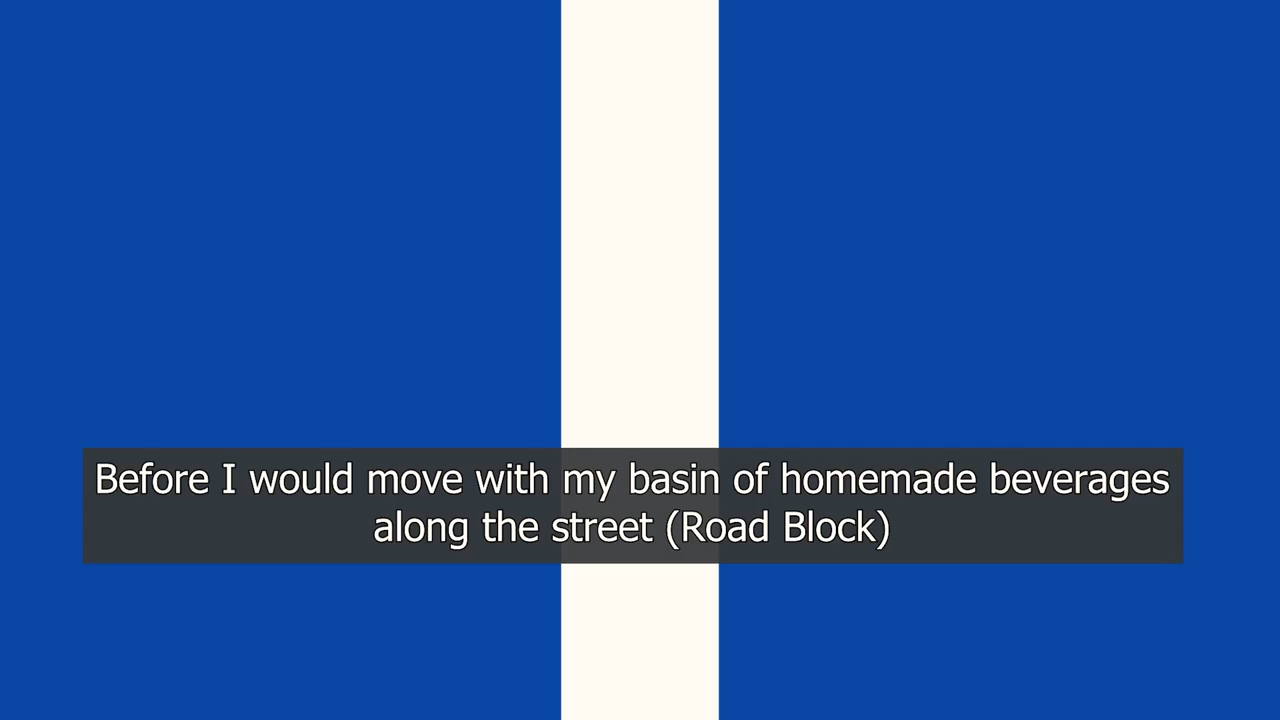 Before I would move with my basin of homemade beverages
along the street (Road Block)